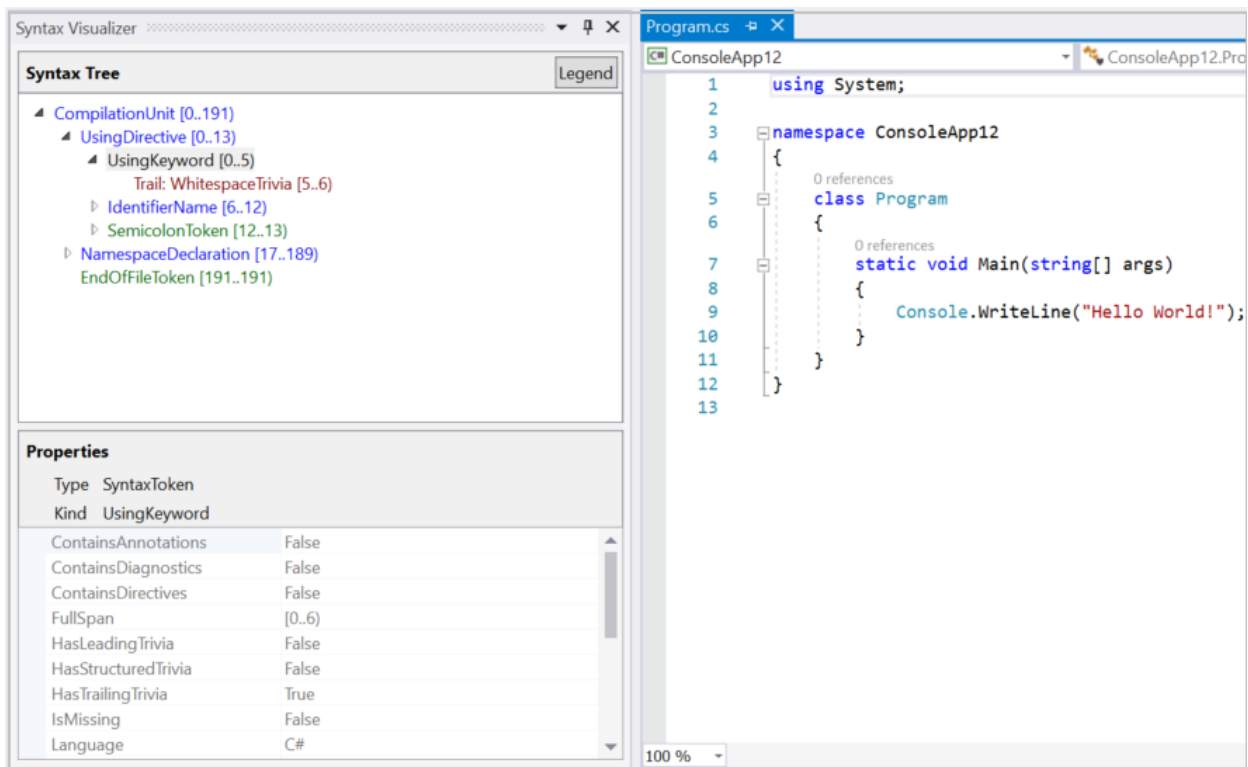 Syntax Visualizer
Syntax Tree
Legend
CompilationUnit [0..191)
UsingDirective [0..13)
UsingKeyword [0..5)
Trail: WhitespaceTrivia [5..6)
IdentifierName [6..12)
SemicolonToken [12..13)
NamespaceDeclaration [17..189)
EndOfFileToken [191..191)
Properties
Type SyntaxToken
Kind UsingKeyword
ContainsAnnotations False
ContainsDiagnostics False
ContainsDirectives False
FullSpan [0..6)
HasLeadingTrivia False
HasStructuredTrivia False
HasTrailingTrivia True
IsMissing False
Language C#
Program.cs
C# ConsoleApp12
ConsoleApp12.Pro
1 using System;
2
3 namespace ConsoleApp12
4 {
0 references
5 class Program
6 {
0 references
7 static void Main(string[] args)
8 {
9 Console.WriteLine("Hello World!");
10 }
11 }
12 }
13
100 %